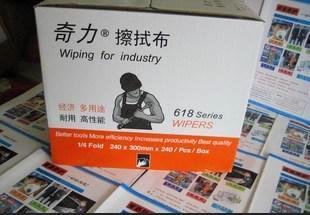 奇力® 擦拭布
Wiping for industry
经济 多用途
耐用 高性能
618 Series
WIPERS
Better tools More efficiency Increases productivity Best quality
1/4 Fold 240 x 300mm x 240 / Pcs / Box